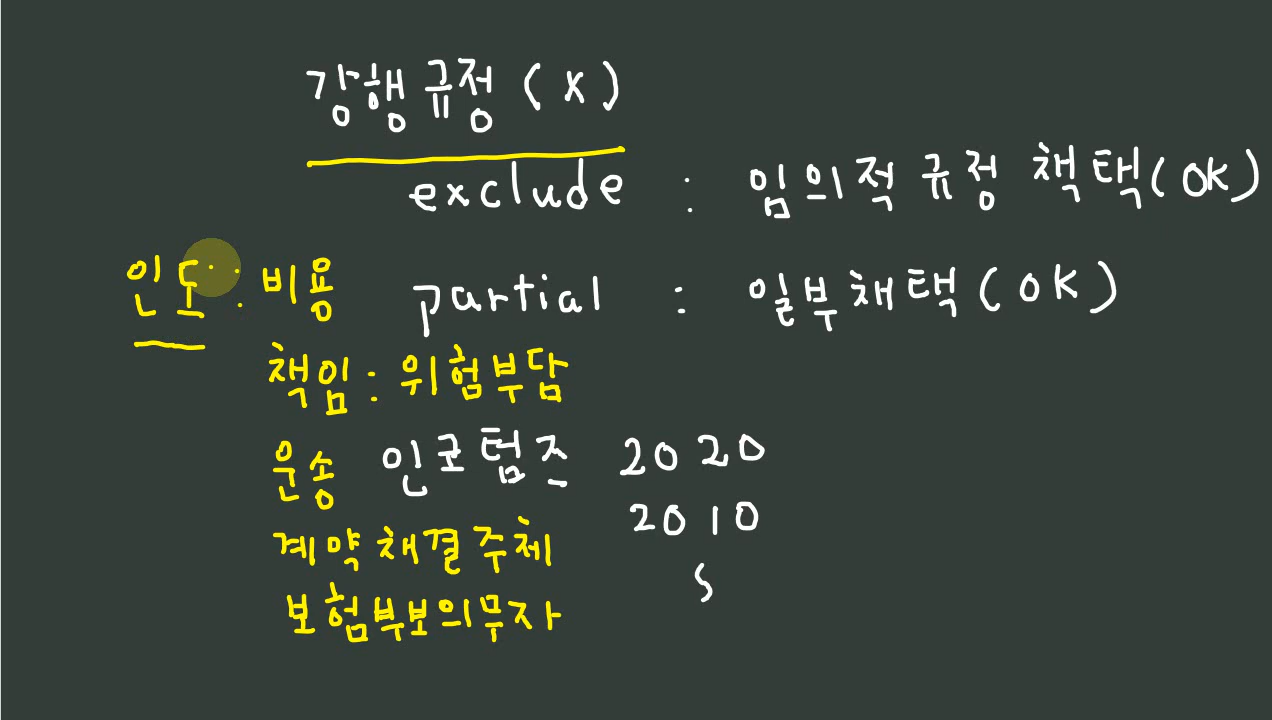 강행규정(X)
exclude : 임의적 규정 책택(OK)
인도 : 비용 partial : 일부채택(OK)
책임 : 위험부담
운송 인코텀즈 2020
2010
계약채결주체
보험부보의무자